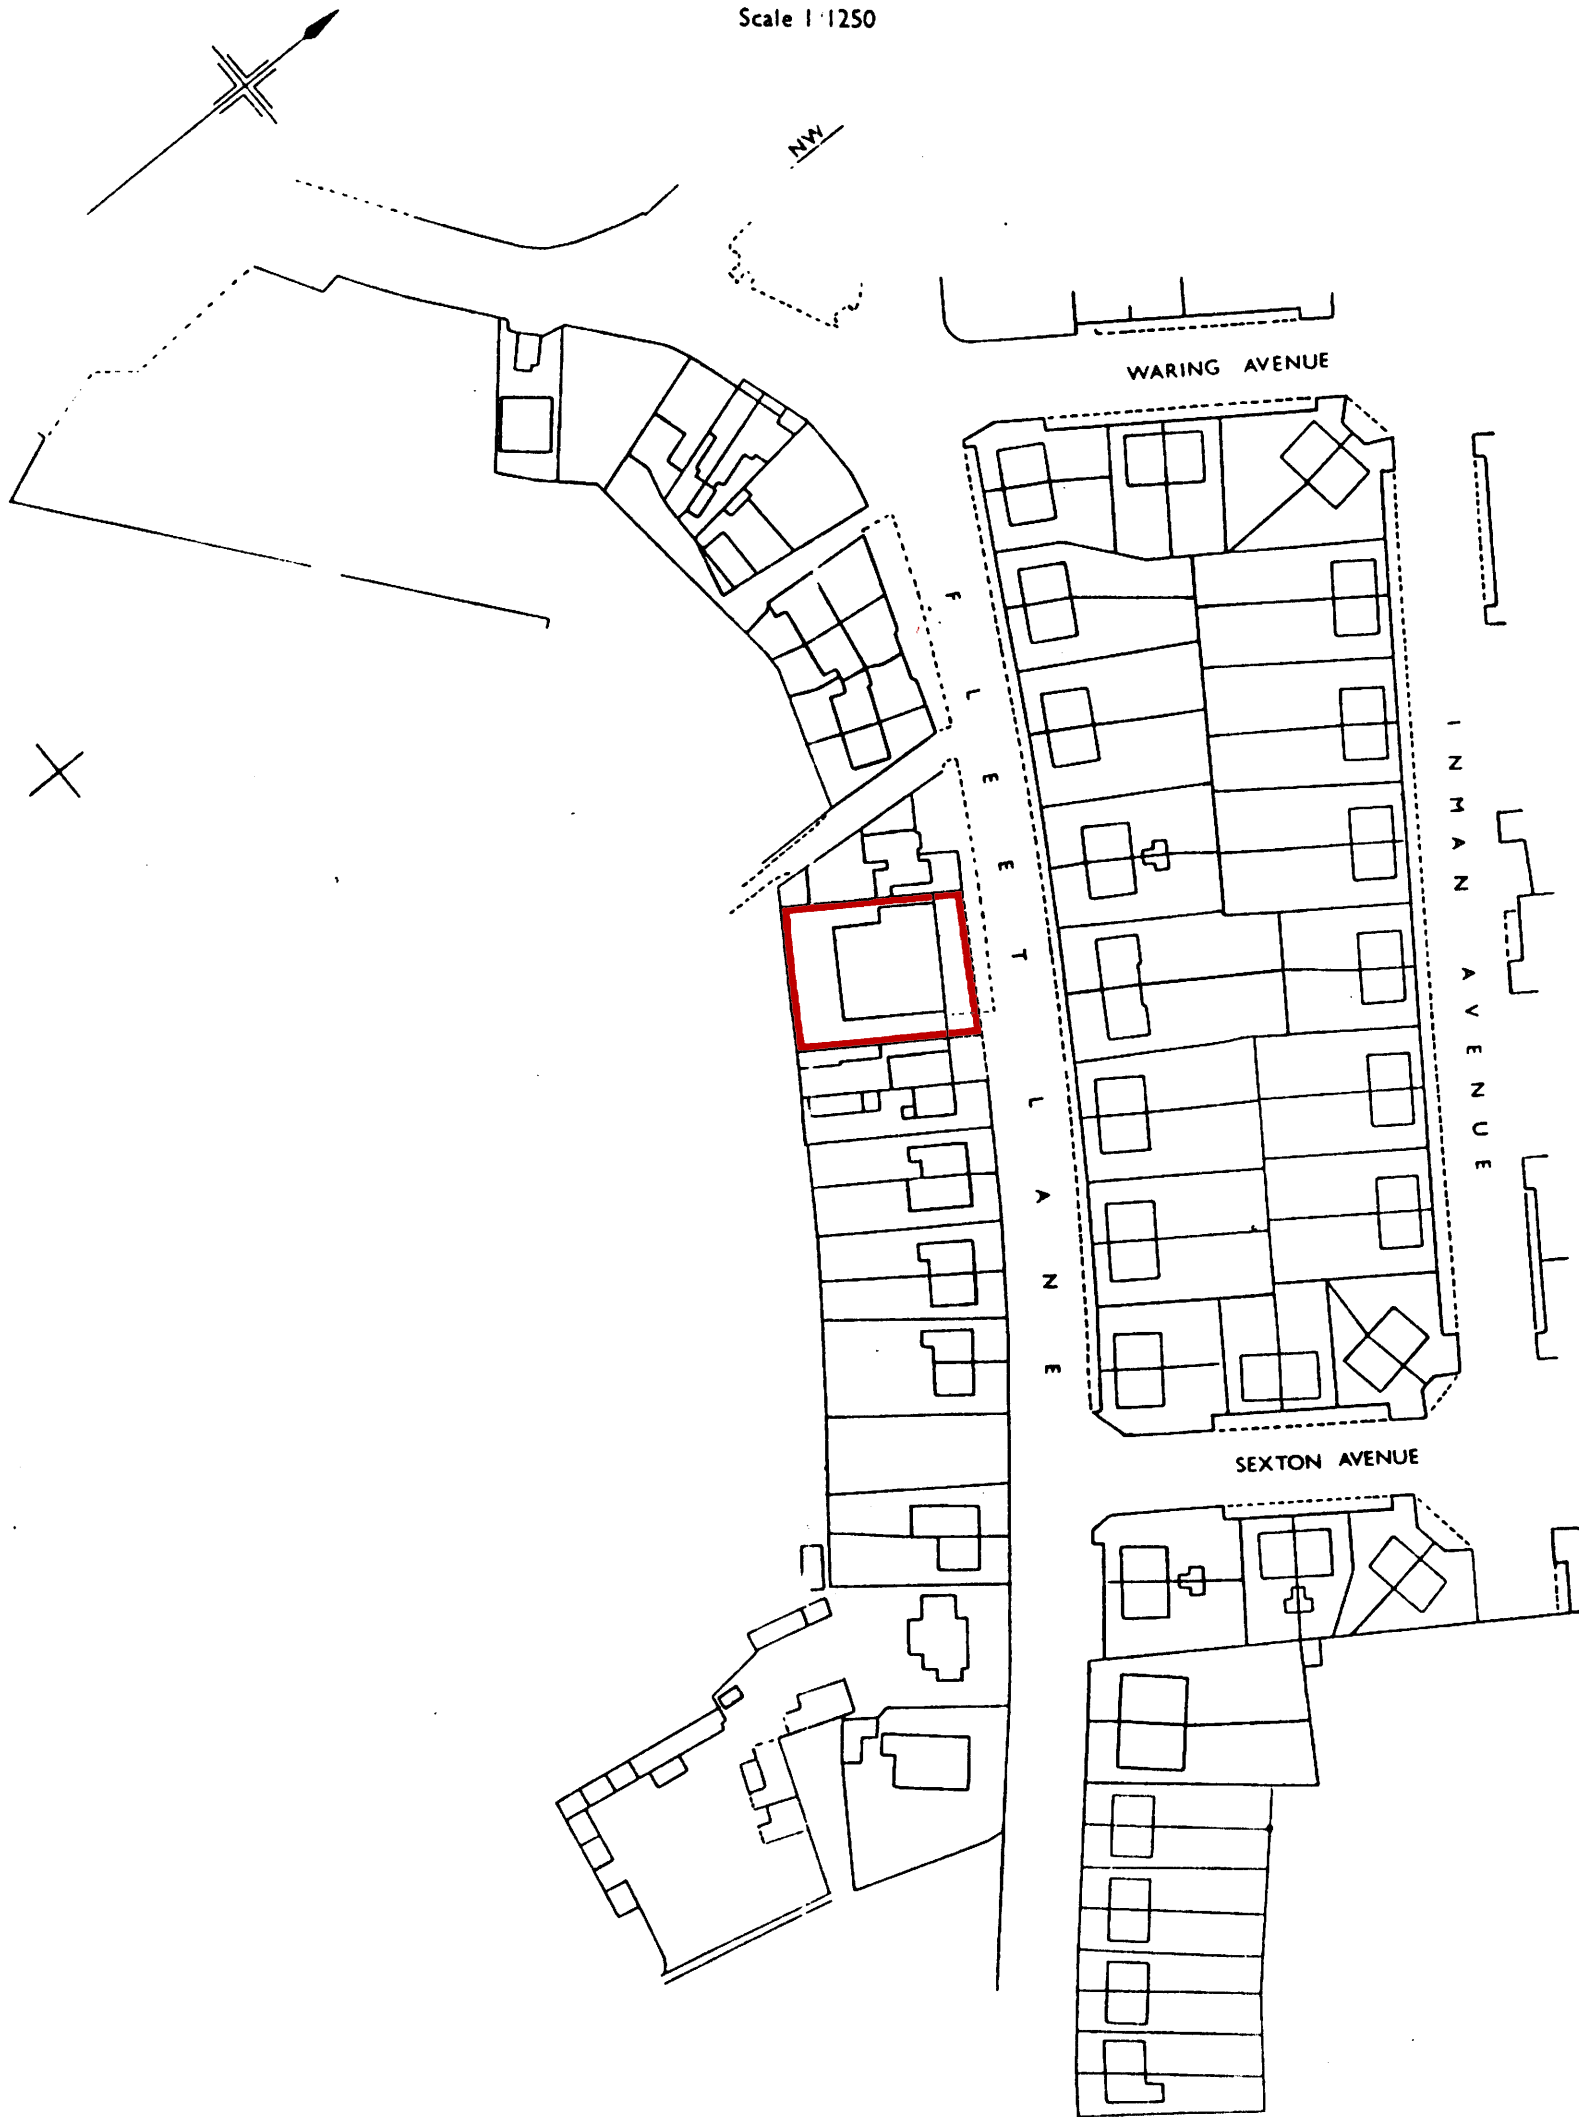 Scale 1:1250
NW
WARING AVENUE
FLEET LANE
INMAN AVENUE
SEXTON AVENUE